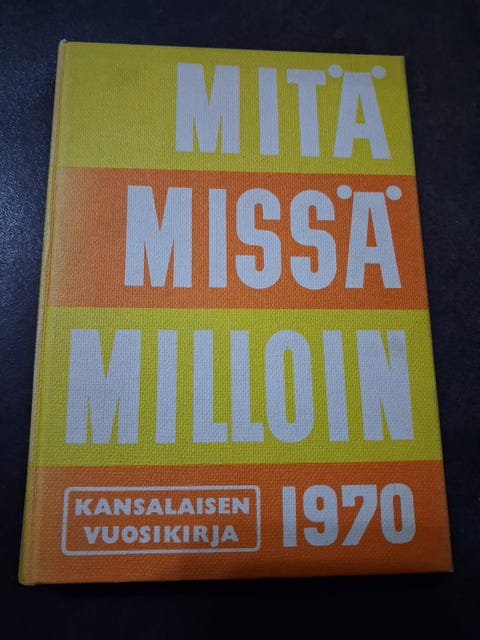 MITÄ
MISSÄ
MILLOIN
KANSALAISEN
VUOSIKIRJA
1970